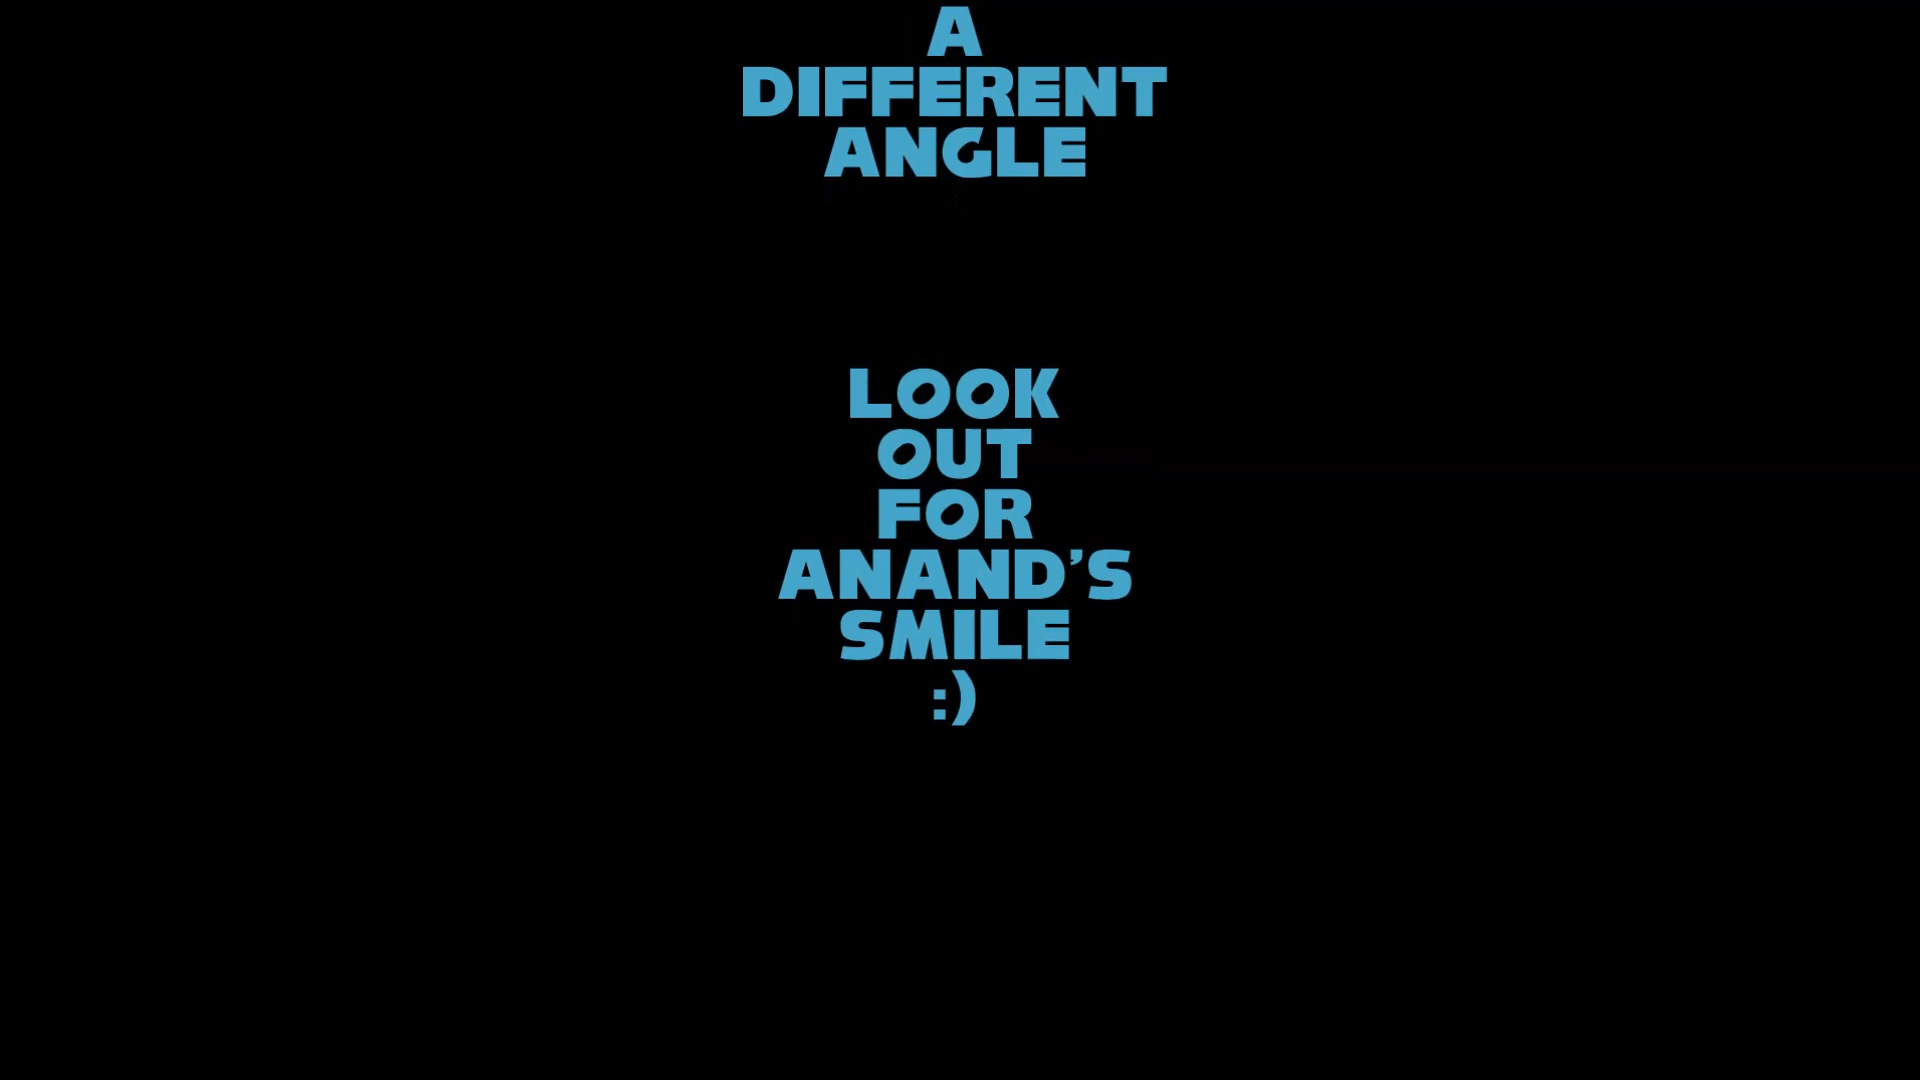 A
DIFFERENT
ANGLE
LOOK
OUT
FOR
ANAND’S
SMILE
:)